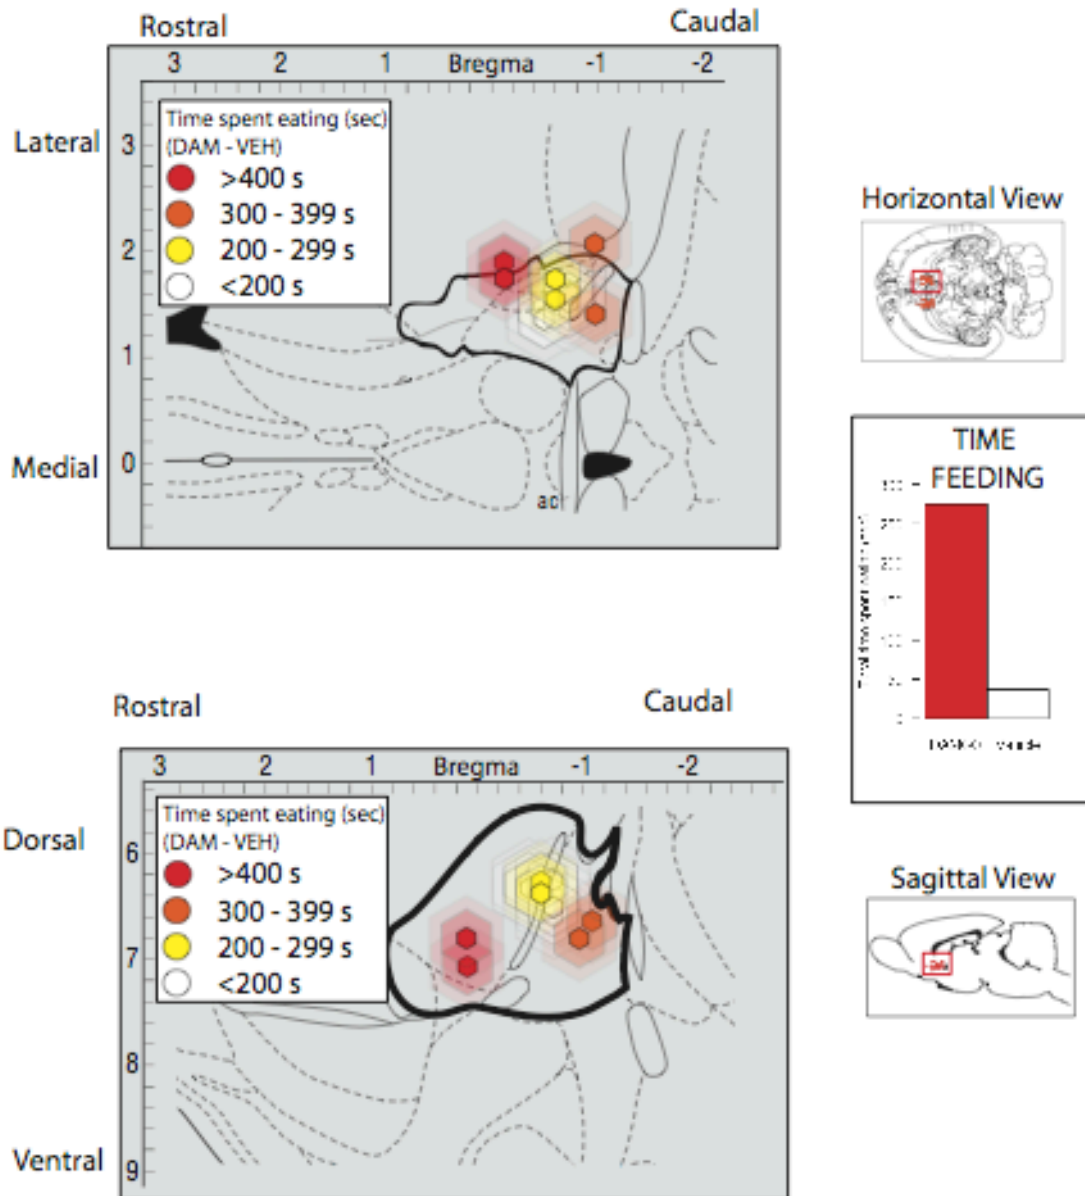 Rostral
Caudal
3 2 1 Bregma -1 -2
Time spent eating (sec)
(DAM - VEH)
>400 s
300 - 399 s
200 - 299 s
<200 s
Lateral
3
2
1
Medial
0
ac
Horizontal View
TIME
FEEDING
Rostral
Caudal
3 2 1 Bregma -1 -2
Time spent eating (sec)
(DAM - VEH)
>400 s
300 - 399 s
200 - 299 s
<200 s
Dorsal
6
7
8
Ventral
9
Sagittal View